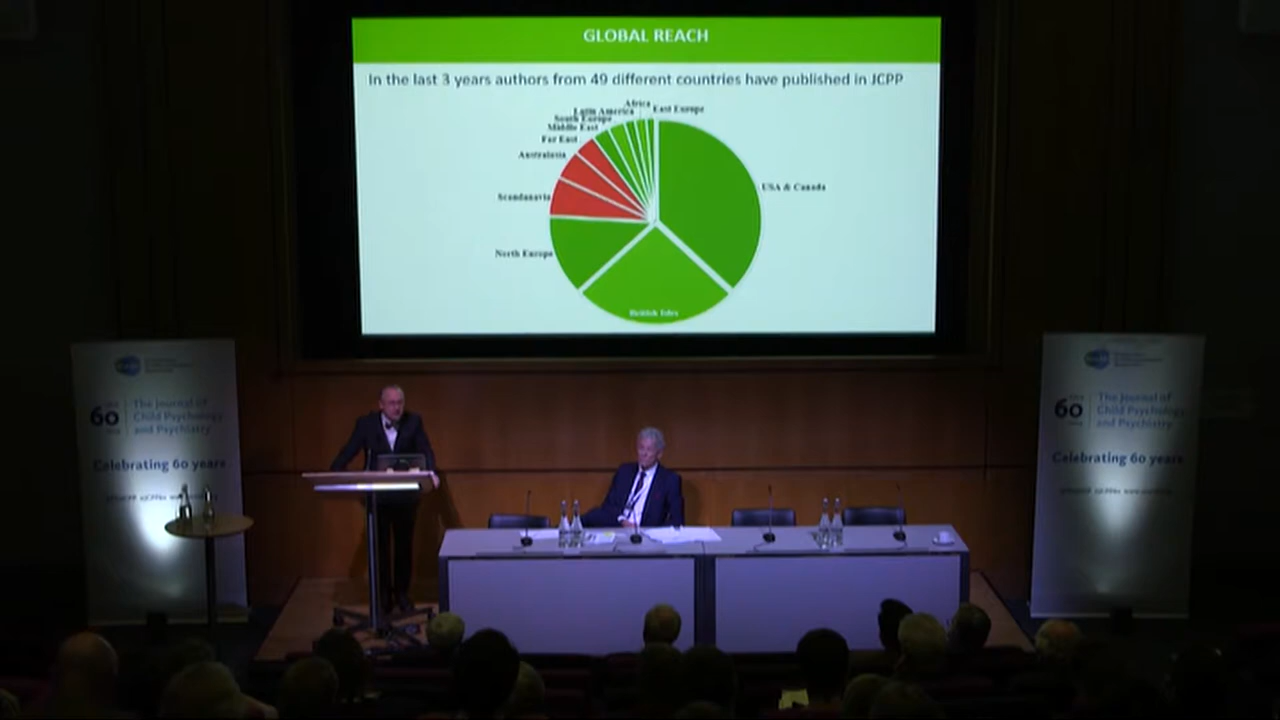 GLOBAL REACH
In the last 3 years authors from 49 different countries have published in JCPP
Africa
Latin America
East Europe
South Europe
Middle East
Far East
Australasia
USA & Canada
Scandanavia
North Europe
British Isles
60
The Journal of
Child Psychology
and Psychiatry
Celebrating 60 years
60
The Journal of
Child Psychology
and Psychiatry
Celebrating 60 years